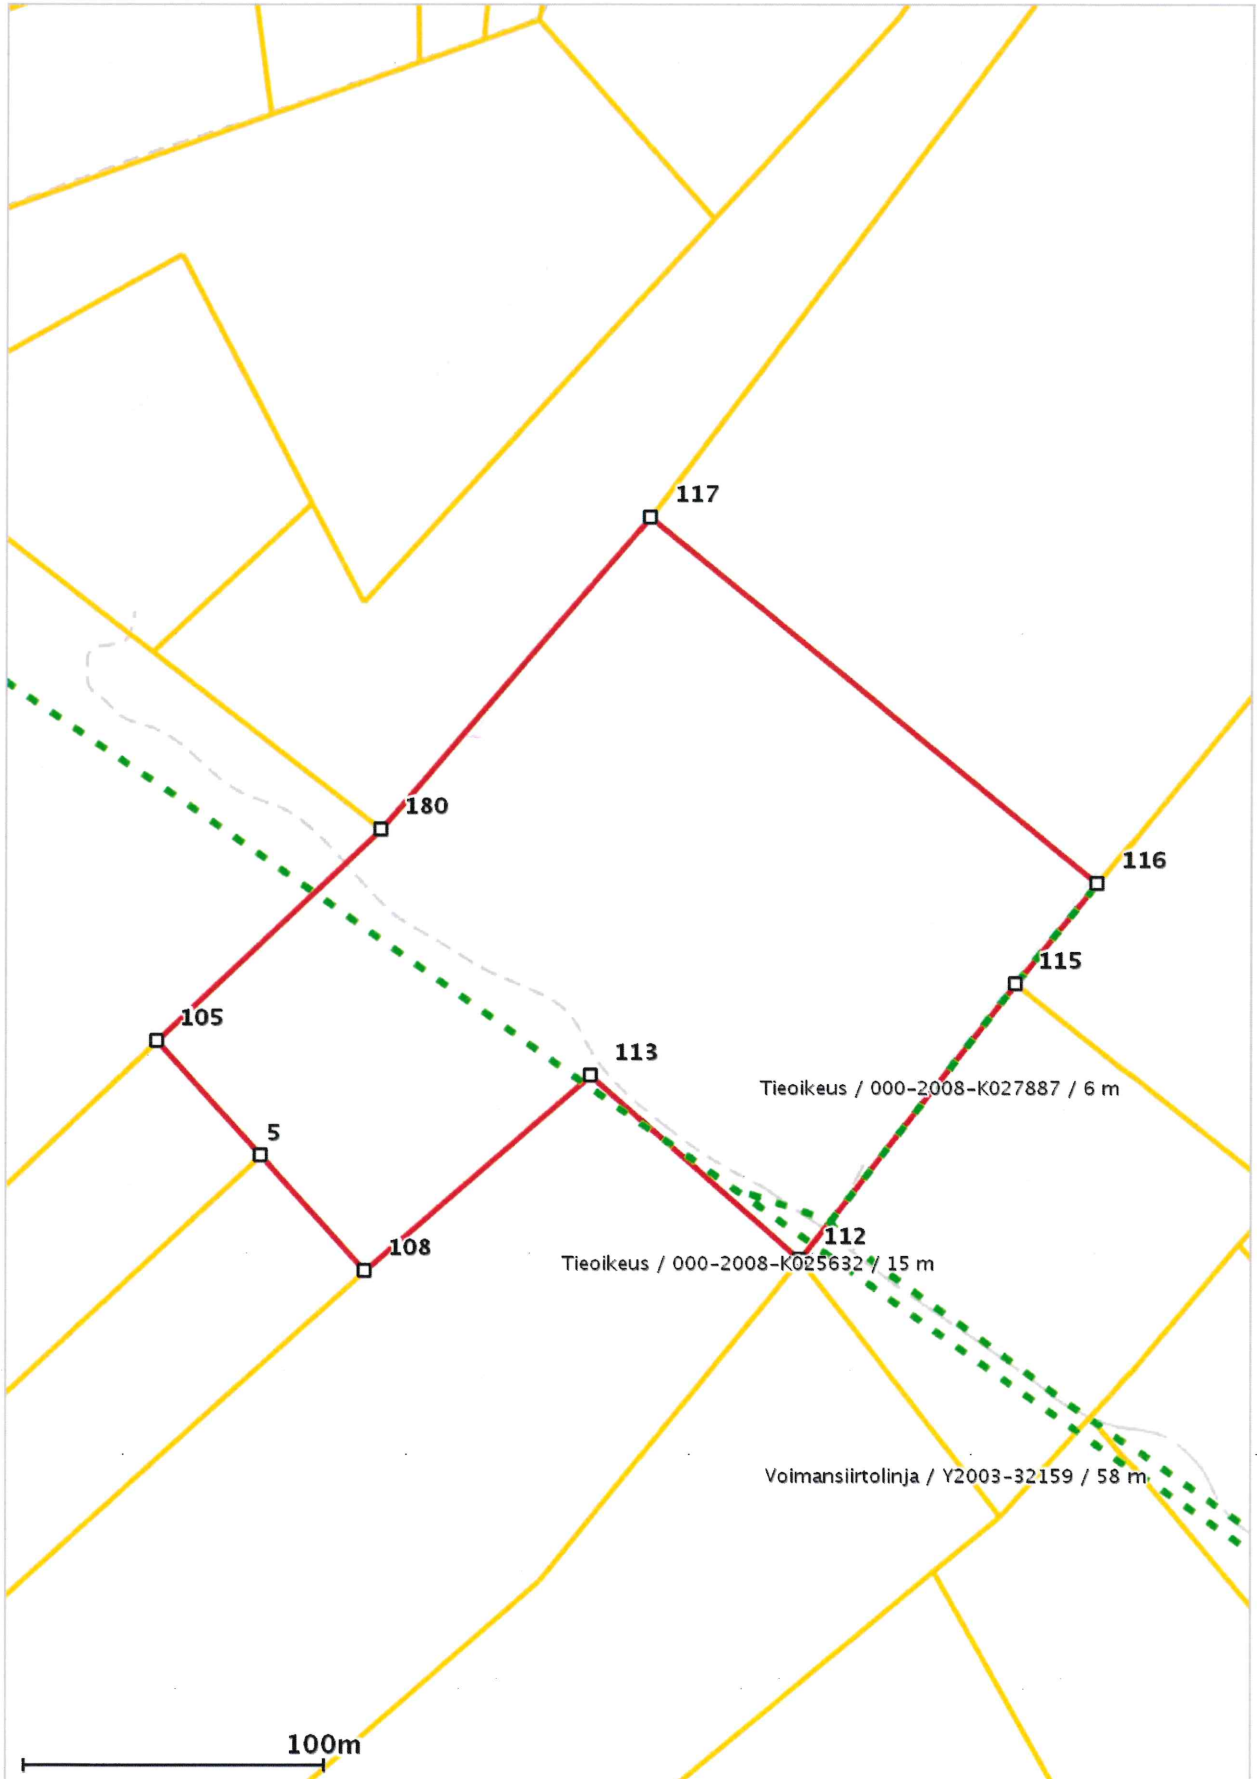 117
180
116
115
105
113
Tieoikeus / 000-2008-K027887 / 6 m
5
108
112
Tieoikeus / 000-2008-K025632 / 15 m
Voimansiirtolinja / Y2003-32159 / 58 m
100m